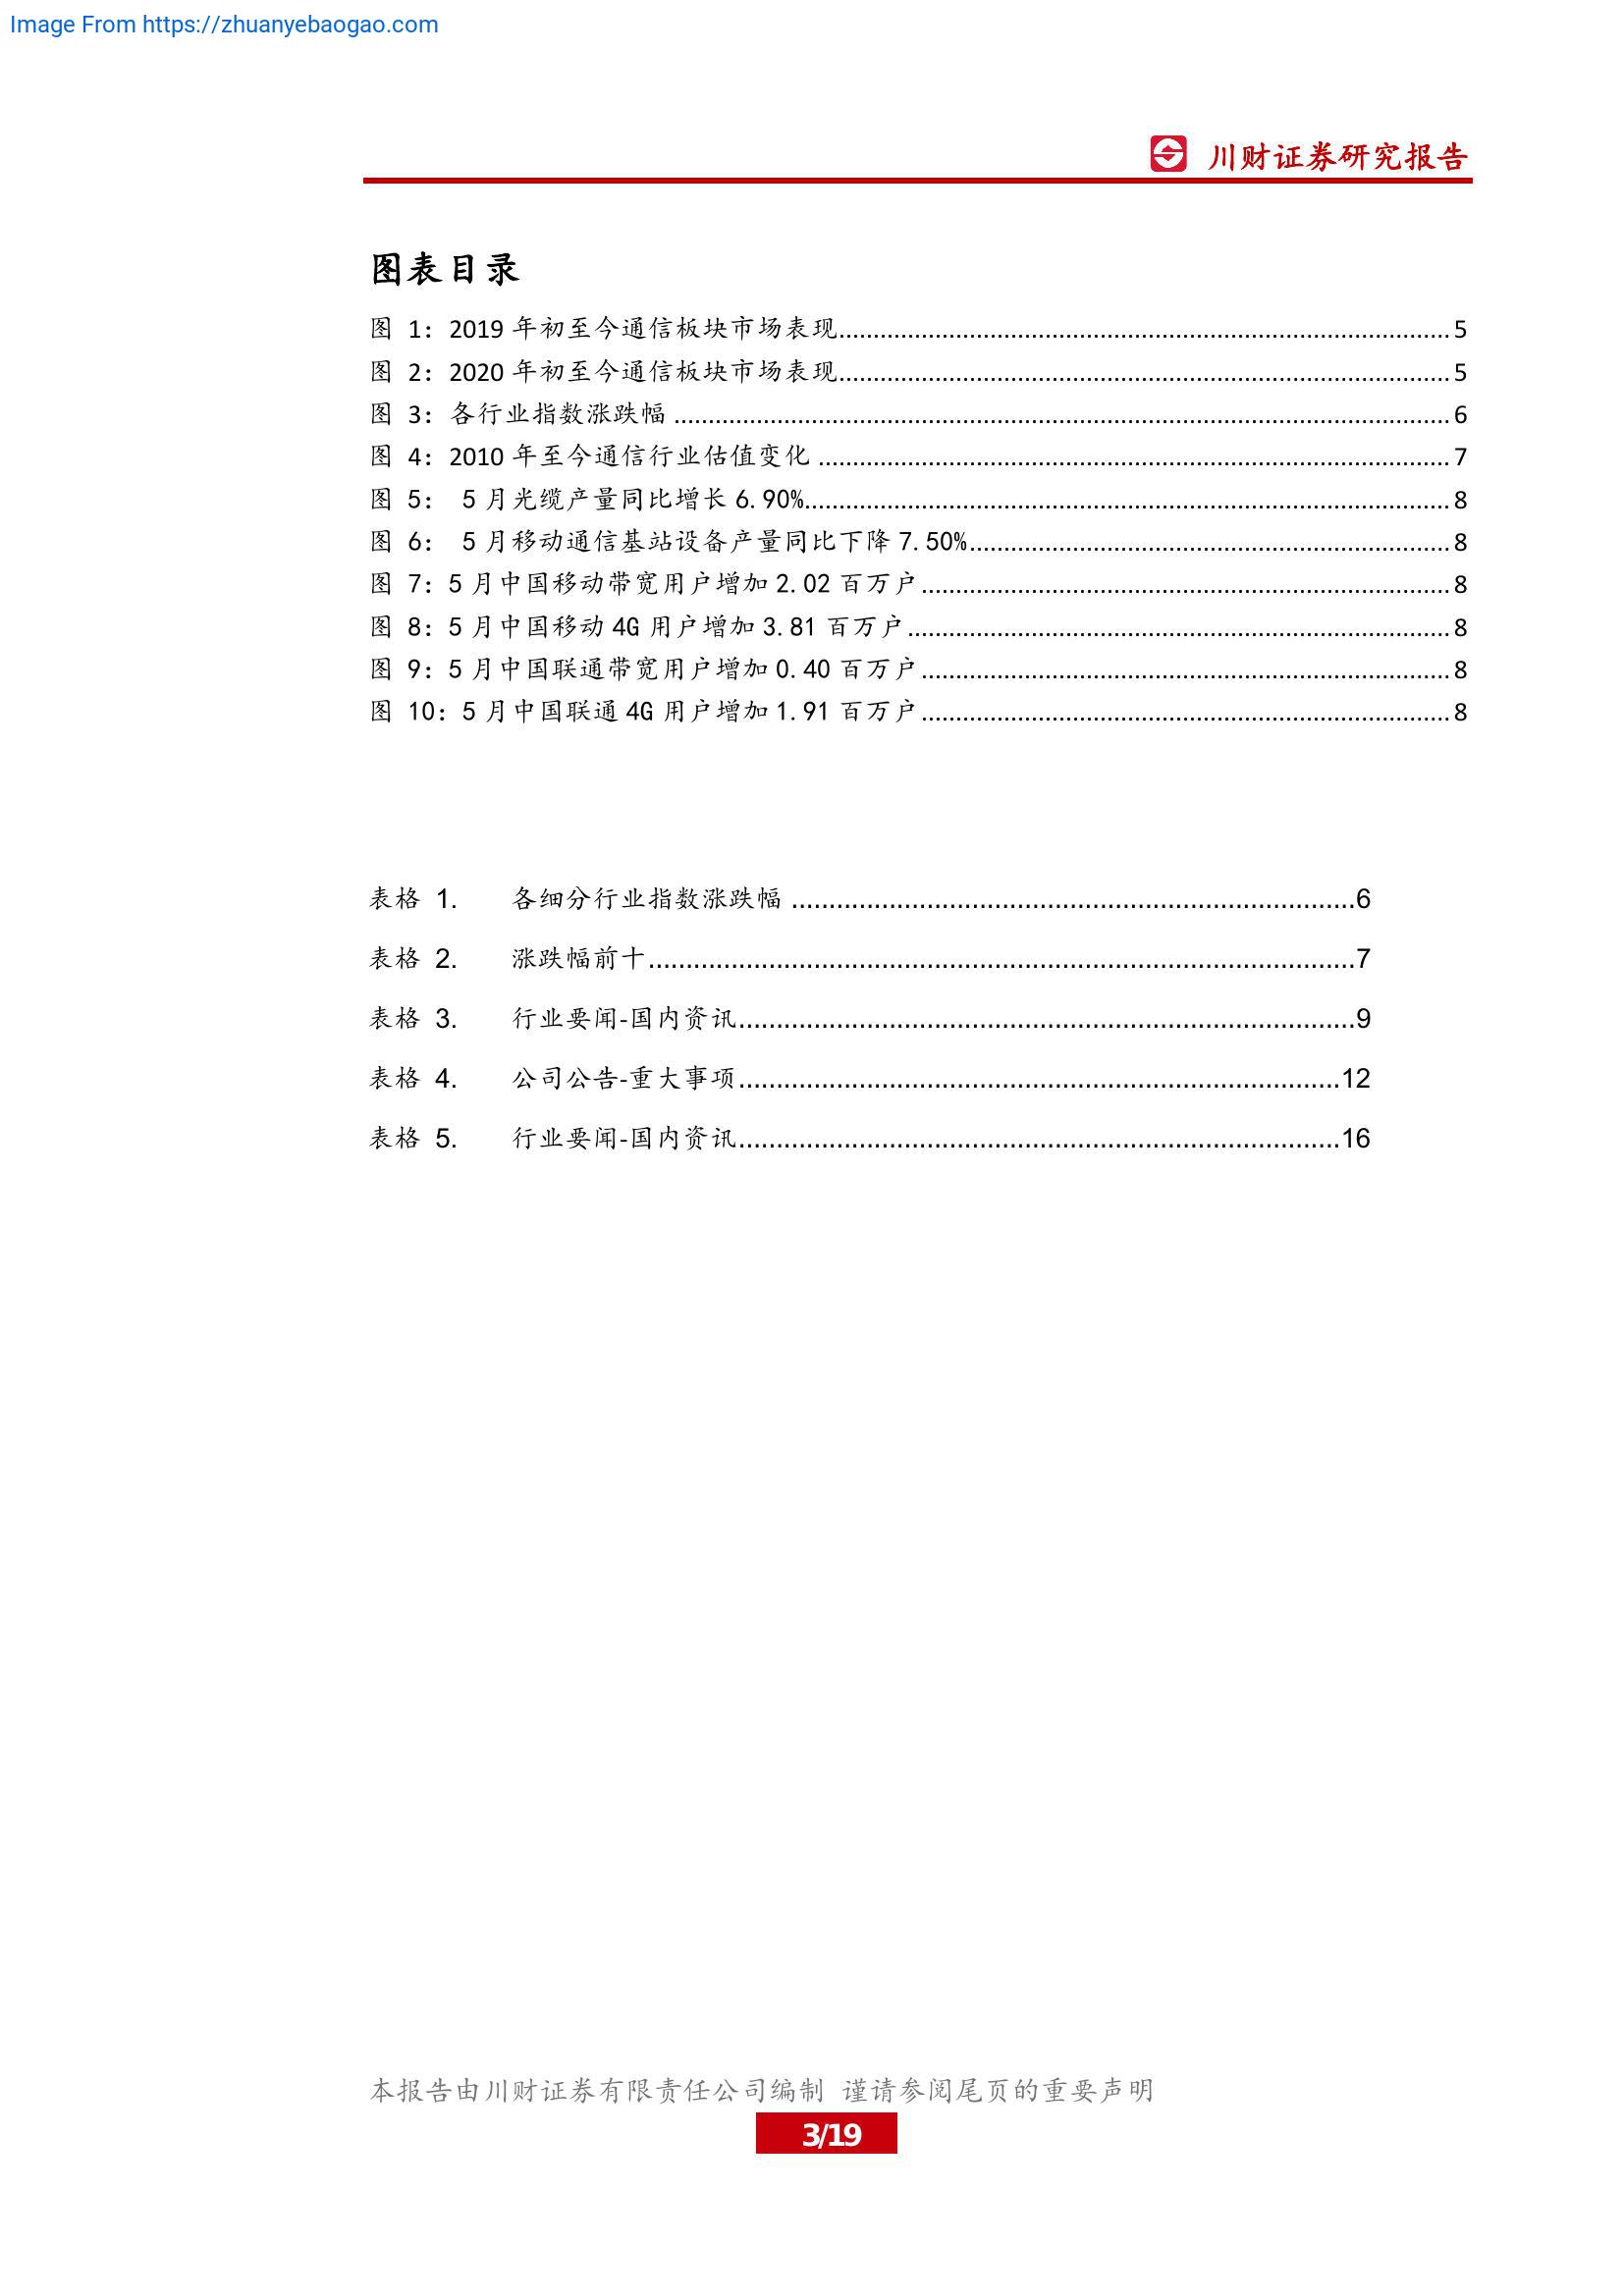 Image From https://zhuanyebaogao.com
川财证券研究报告
图表目录
图 1: 2019 年初至今通信板块市场表现 5
图 2: 2020 年初至今通信板块市场表现 5
图 3: 各行业指数涨跌幅 6
图 4: 2010 年至今通信行业估值变化 7
图 5: 5 月光缆产量同比增长 6.90% 8
图 6: 5 月移动通信基站设备产量同比下降 7.50% 8
图 7: 5 月中国移动带宽用户增加 2.02 百万户 8
图 8: 5 月中国移动 4G 用户增加 3.81 百万户 8
图 9: 5 月中国联通带宽用户增加 0.40 百万户 8
图 10: 5 月中国联通 4G 用户增加 1.91 百万户 8
表格 1. 各细分行业指数涨跌幅 6
表格 2. 涨跌幅前十 7
表格 3. 行业要闻-国内资讯 9
表格 4. 公司公告-重大事项 12
表格 5. 行业要闻-国内资讯 16
本报告由川财证券有限责任公司编制 谨请参阅尾页的重要声明
3/19